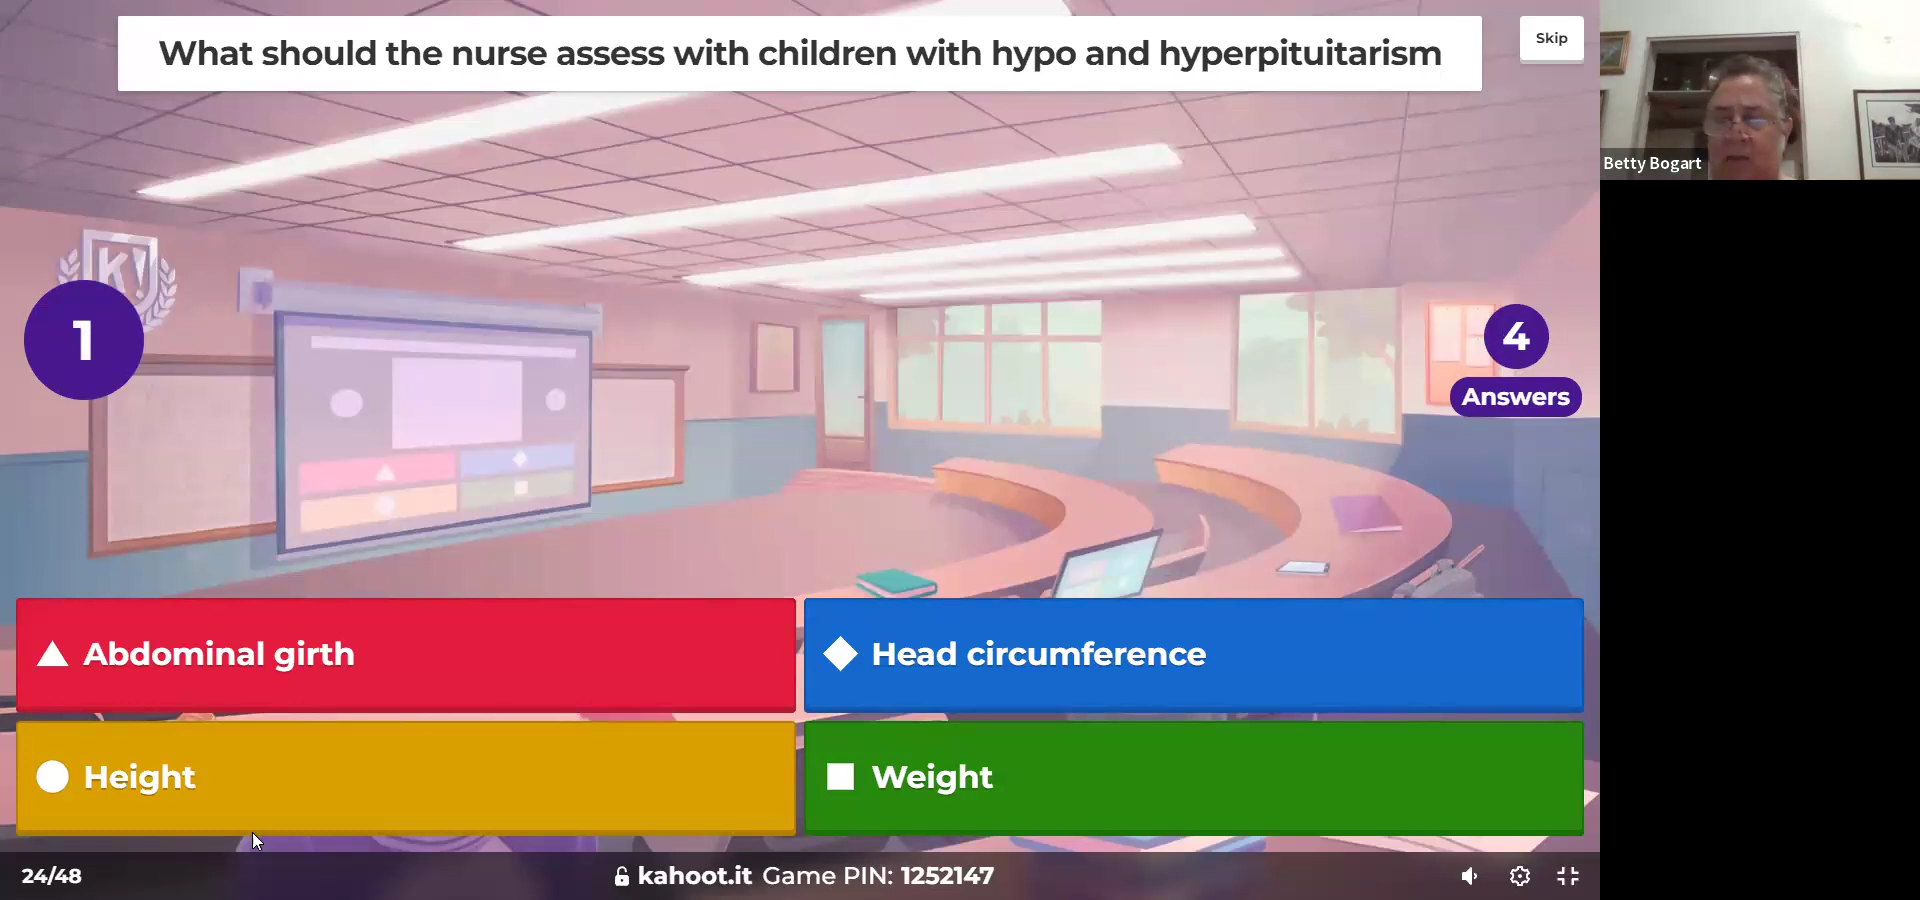 What should the nurse assess with children with hypo and hyperpituitarism
Skip
Betty Bogart
K!
1
4
Answers
Abdominal girth
Head circumference
Height
Weight
24/48
kahoot.it Game PIN: 1252147